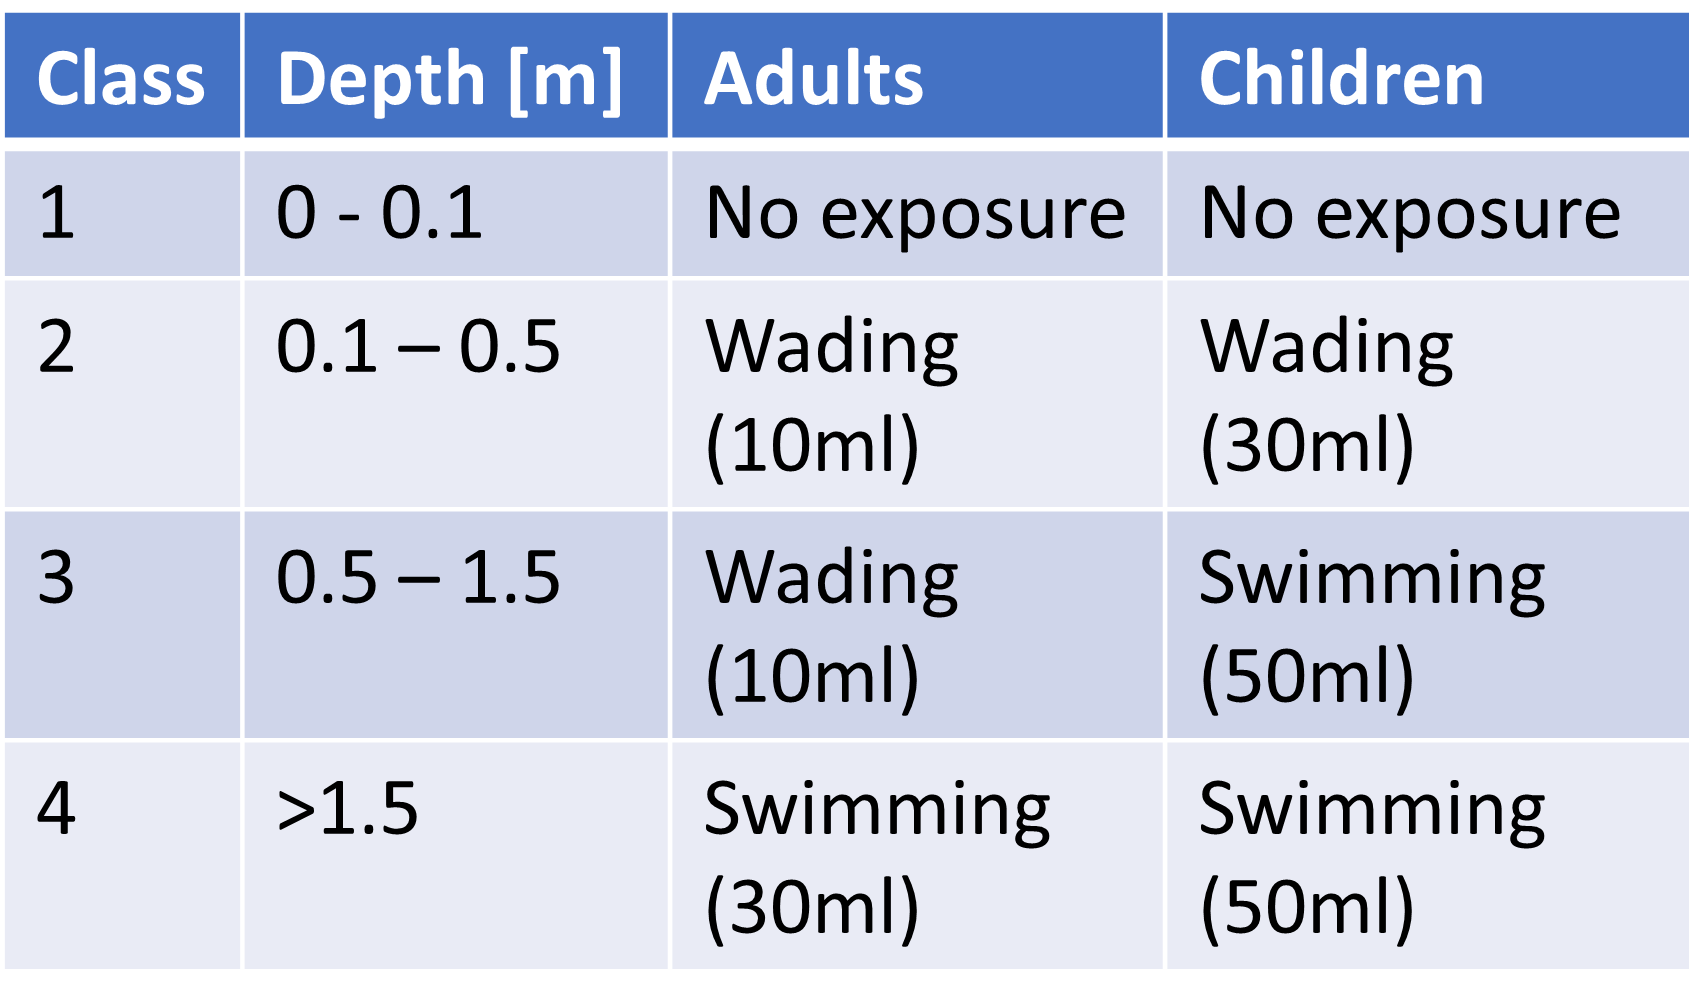 Class Depth [m] Adults Children
1 0 - 0.1 No exposure No exposure
2 0.1 – 0.5 Wading Wading
(10ml) (30ml)
3 0.5 – 1.5 Wading Swimming
(10ml) (50ml)
4 >1.5 Swimming Swimming
(30ml) (50ml)